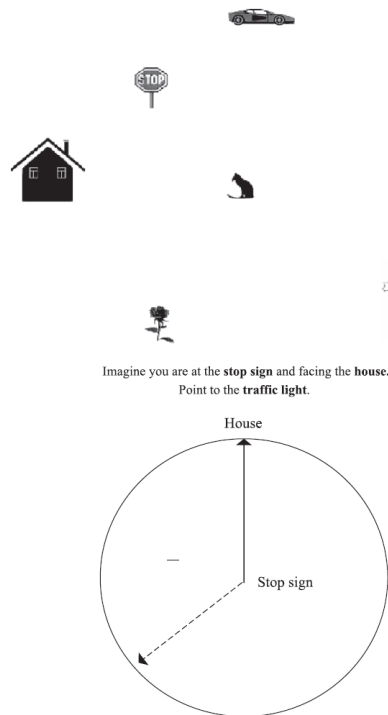 STOP
Imagine you are at the stop sign and facing the house.
Point to the traffic light.
House
Stop sign